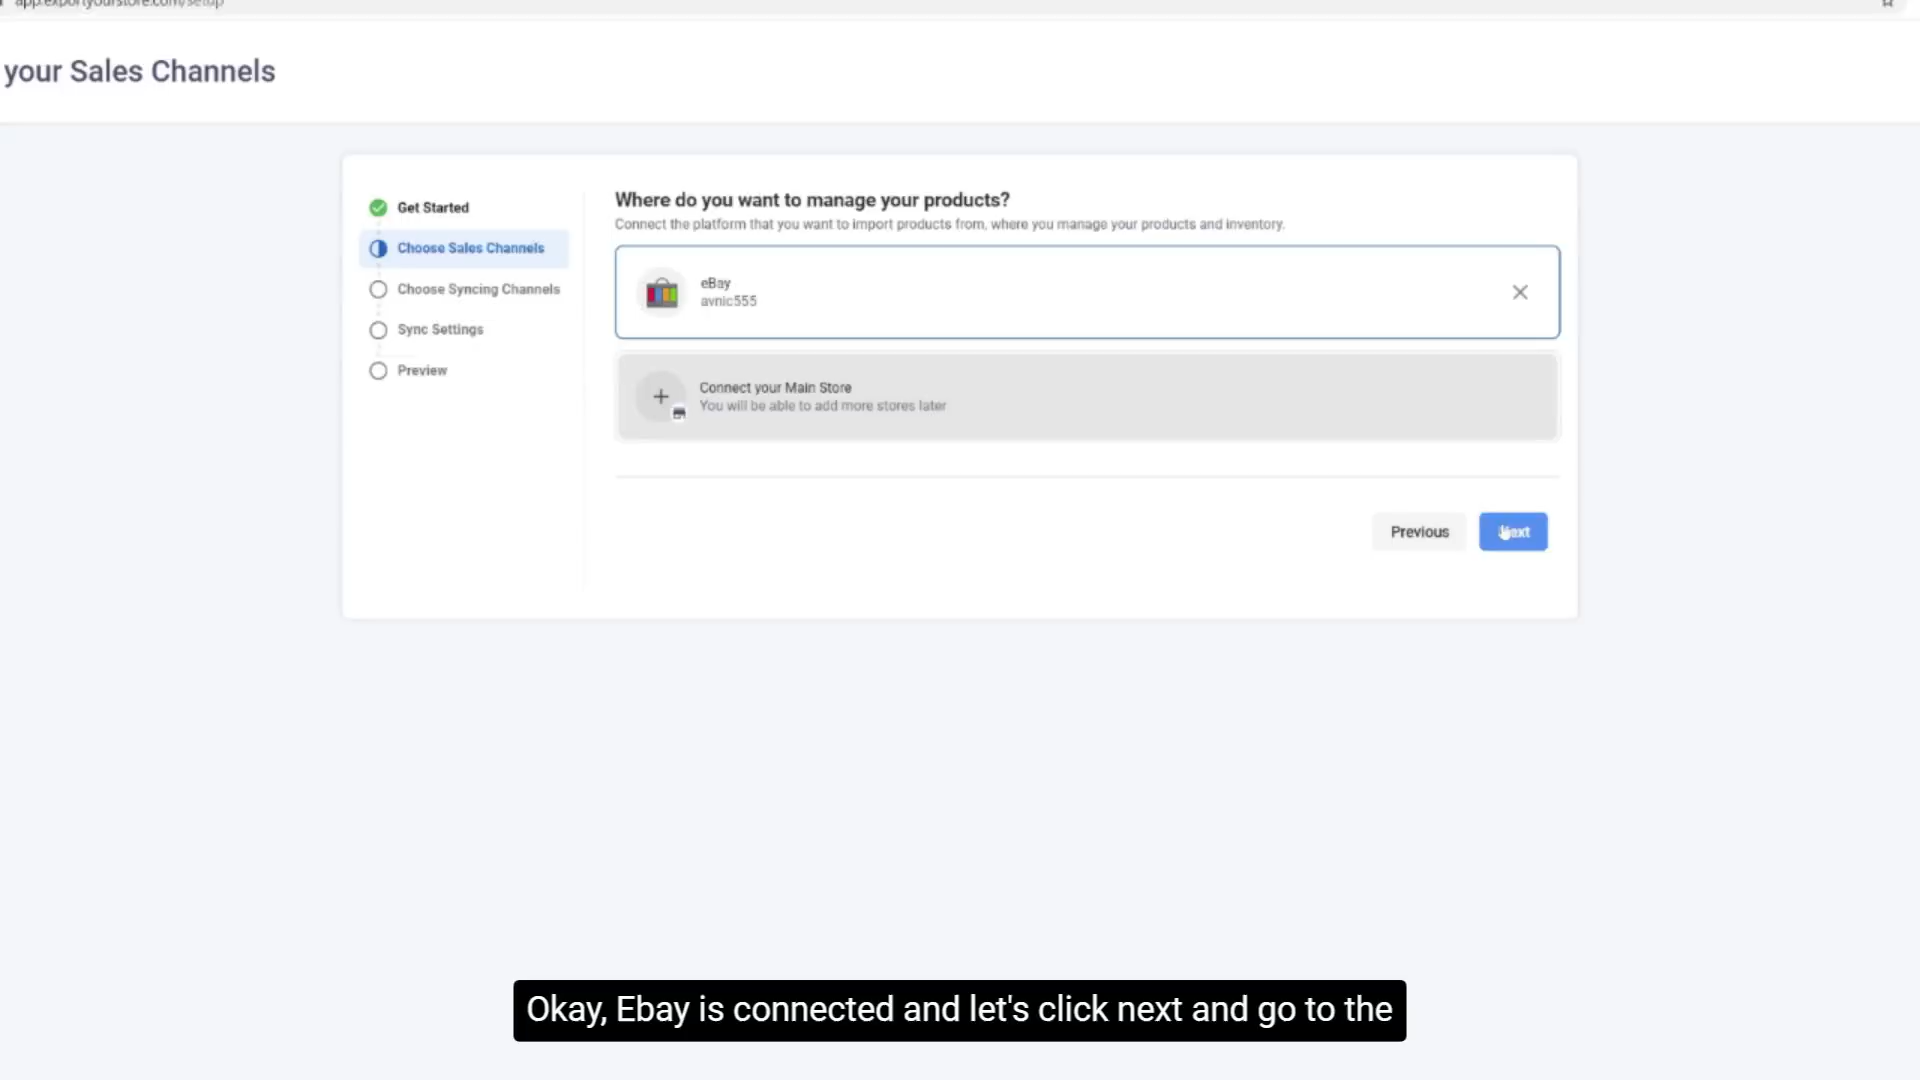 app.exportyourstore.com/setup
your Sales Channels
Get Started
Choose Sales Channels
Choose Syncing Channels
Sync Settings
Preview
Where do you want to manage your products?
Connect the platform that you want to import products from, where you manage your products and inventory.
eBay
avnic555
Connect your Main Store
You will be able to add more stores later
Previous
Next
Okay, Ebay is connected and let's click next and go to the